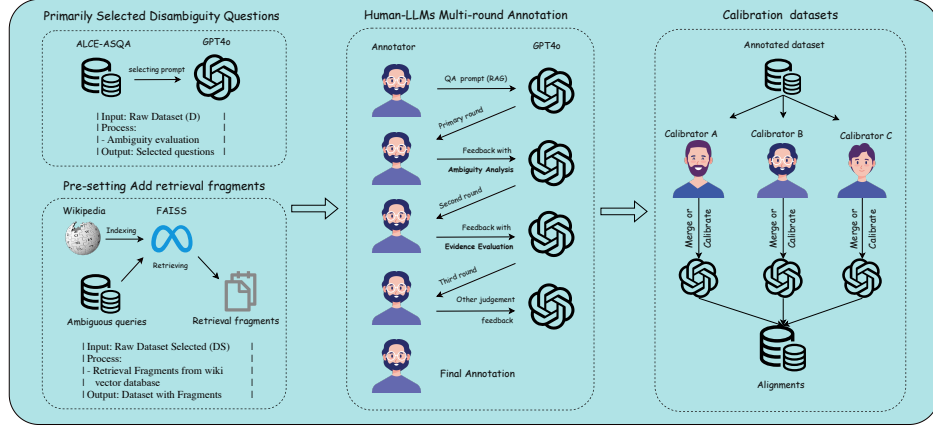 Primarily Selected Disambiguity Questions
ALCE-ASQA
GPT4o
selecting prompt
| Input: Raw Dataset (D) |
| Process: |
| - Ambiguity evaluation |
| Output: Selected questions |
Pre-setting Add retrieval fragments
Wikipedia
FAISS
Indexing
Retrieving
Ambiguous queries
Retrieval fragments
| Input: Raw Dataset Selected (DS) |
| Process: |
| - Retrieval Fragments from wiki |
| vector database |
| Output: Dataset with Fragments |
Human-LLMs Multi-round Annotation
Annotator
GPT4o
QA prompt (RAG)
Primary round
Feedback with
Ambiguity Analysis
Second round
Feedback with
Evidence Evaluation
Third round
Other judgement
feedback
Final Annotation
Calibration datasets
Annotated dataset
Calibrator A
Calibrator B
Calibrator C
Merge or
Calibrate
Merge or
Calibrate
Merge or
Calibrate
Alignments